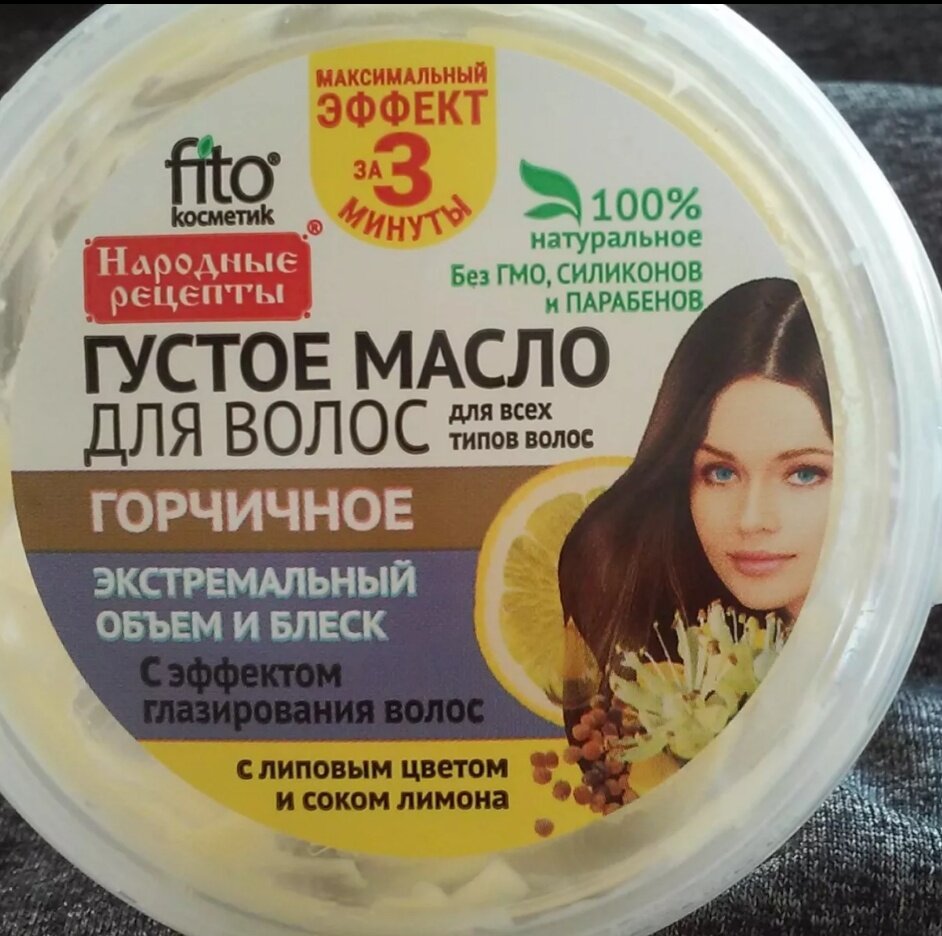 МАКСИМАЛЬНЫЙ
ЭФФЕКТ
ЗА 3
МИНУТЫ
fito®
косметик
Народные ®
рецепты
100%
натуральное
Без ГМО, СИЛИКОНОВ
и ПАРАБЕНОВ
ГУСТОЕ МАСЛО
ДЛЯ ВОЛОС
для всех
типов волос
ГОРЧИЧНОЕ
ЭКСТРЕМАЛЬНЫЙ
ОБЪЕМ И БЛЕСК
С эффектом
глазирования волос
с липовым цветом
и соком лимона